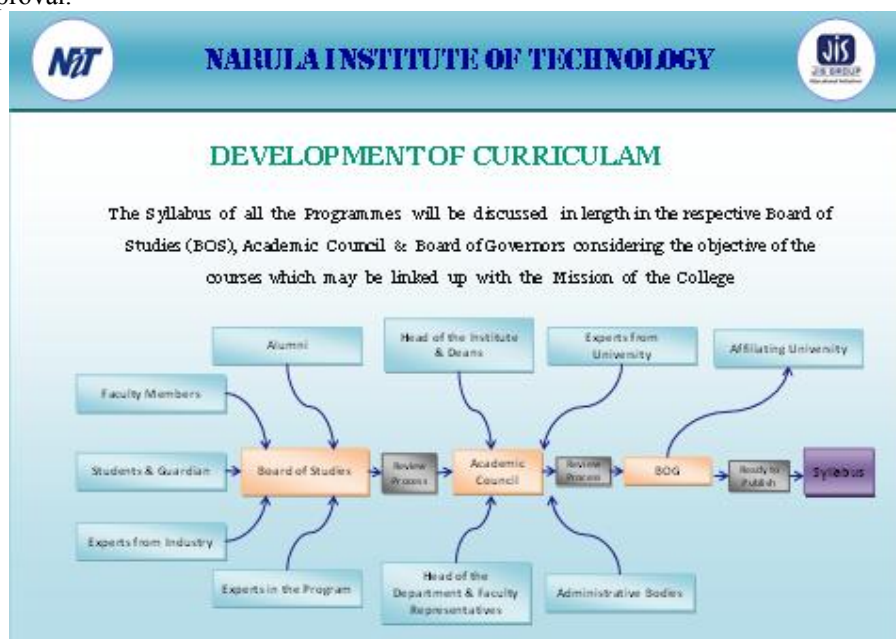 proval.
NiT
NARULA INSTITUTE OF TECHNOLOGY
JIS
JIS GROUP
Educational Initiatives
DEVELOPMENT OF CURRICULAM
The Syllabus of all the Programmes will be discussed in length in the respective Board of
Studies (BOS), Academic Council & Board of Governors considering the objective of the
courses which may be linked up with the Mission of the College
Alumni
Head of the Institute
& Deans
Experts from
University
Affiliating University
Faculty Members
Students & Guardian
Board of Studies
Review
Process
Academic
Council
Review
Process
BOG
Ready to
Publish
Syllabus
Experts from Industry
Experts in the Program
Head of the
Department & Faculty
Representatives
Administrative Bodies